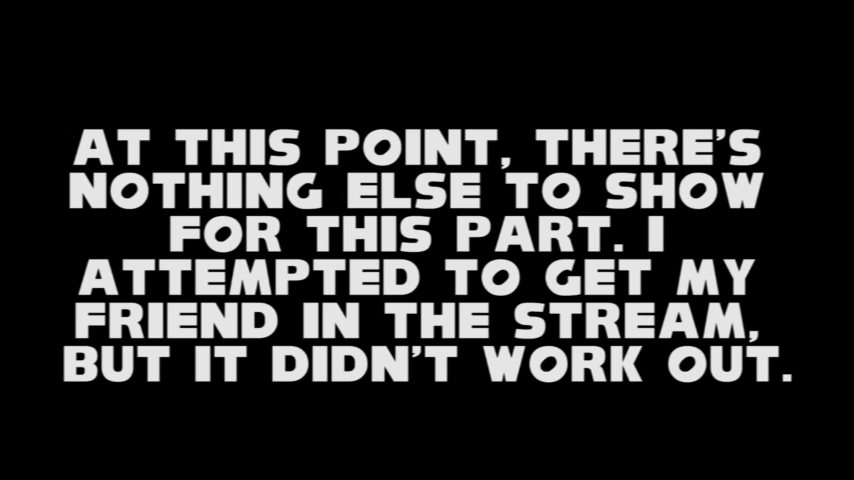 AT THIS POINT, THERE'S
NOTHING ELSE TO SHOW
FOR THIS PART. I
ATTEMPTED TO GET MY
FRIEND IN THE STREAM,
BUT IT DIDN'T WORK OUT.